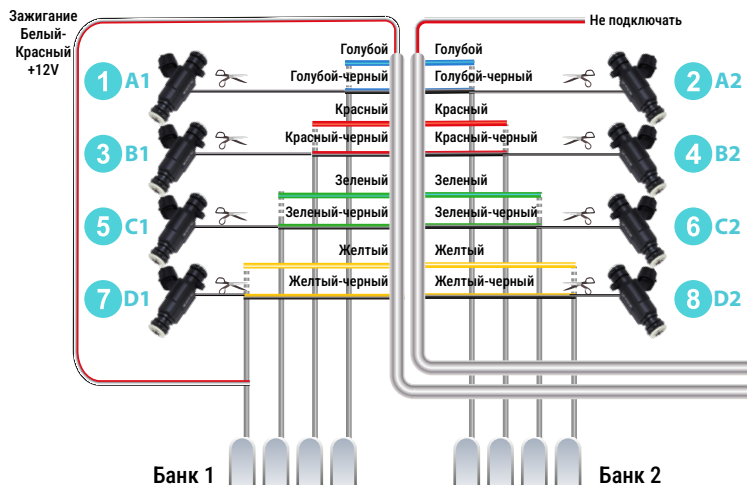 Зажигание
Белый-
Красный
+12V
Не подключать
Голубой
Голубой
1 A1
Голубой-черный
Голубой-черный
2 A2
Красный
Красный
3 B1
Красный-черный
Красный-черный
4 B2
Зеленый
Зеленый
5 C1
Зеленый-черный
Зеленый-черный
6 C2
Желтый
Желтый
7 D1
Желтый-черный
Желтый-черный
8 D2
Банк 1
Банк 2